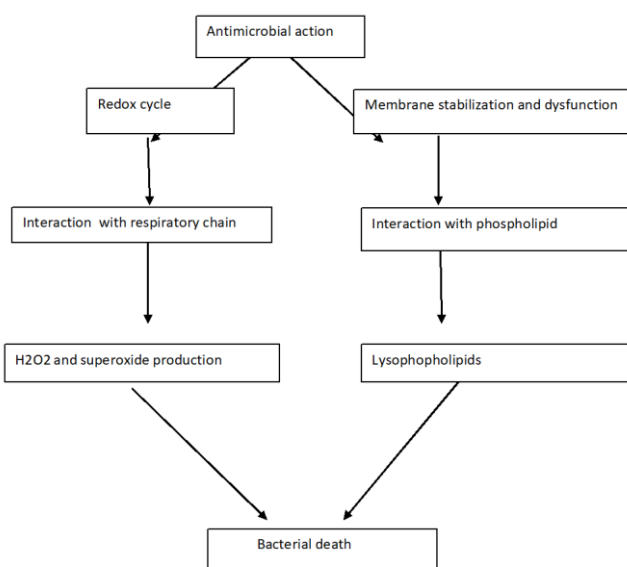 Antimicrobial action
Redox cycle
Membrane stabilization and dysfunction
Interaction with respiratory chain
Interaction with phospholipid
H2O2 and superoxide production
Lysophopholipids
Bacterial death